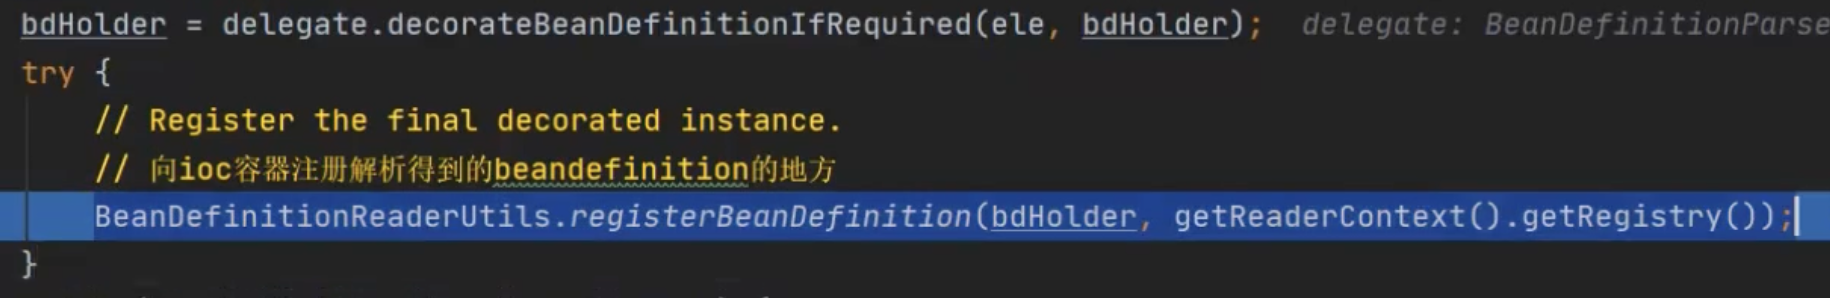 bdHolder = delegate.decorateBeanDefinitionIfRequired(ele, bdHolder); delegate: BeanDefinitionParse
try {
// Register the final decorated instance.
// 向ioc容器注册解析得到的beandefinition的地方
BeanDefinitionReaderUtils.registerBeanDefinition(bdHolder, getReaderContext().getRegistry());
}